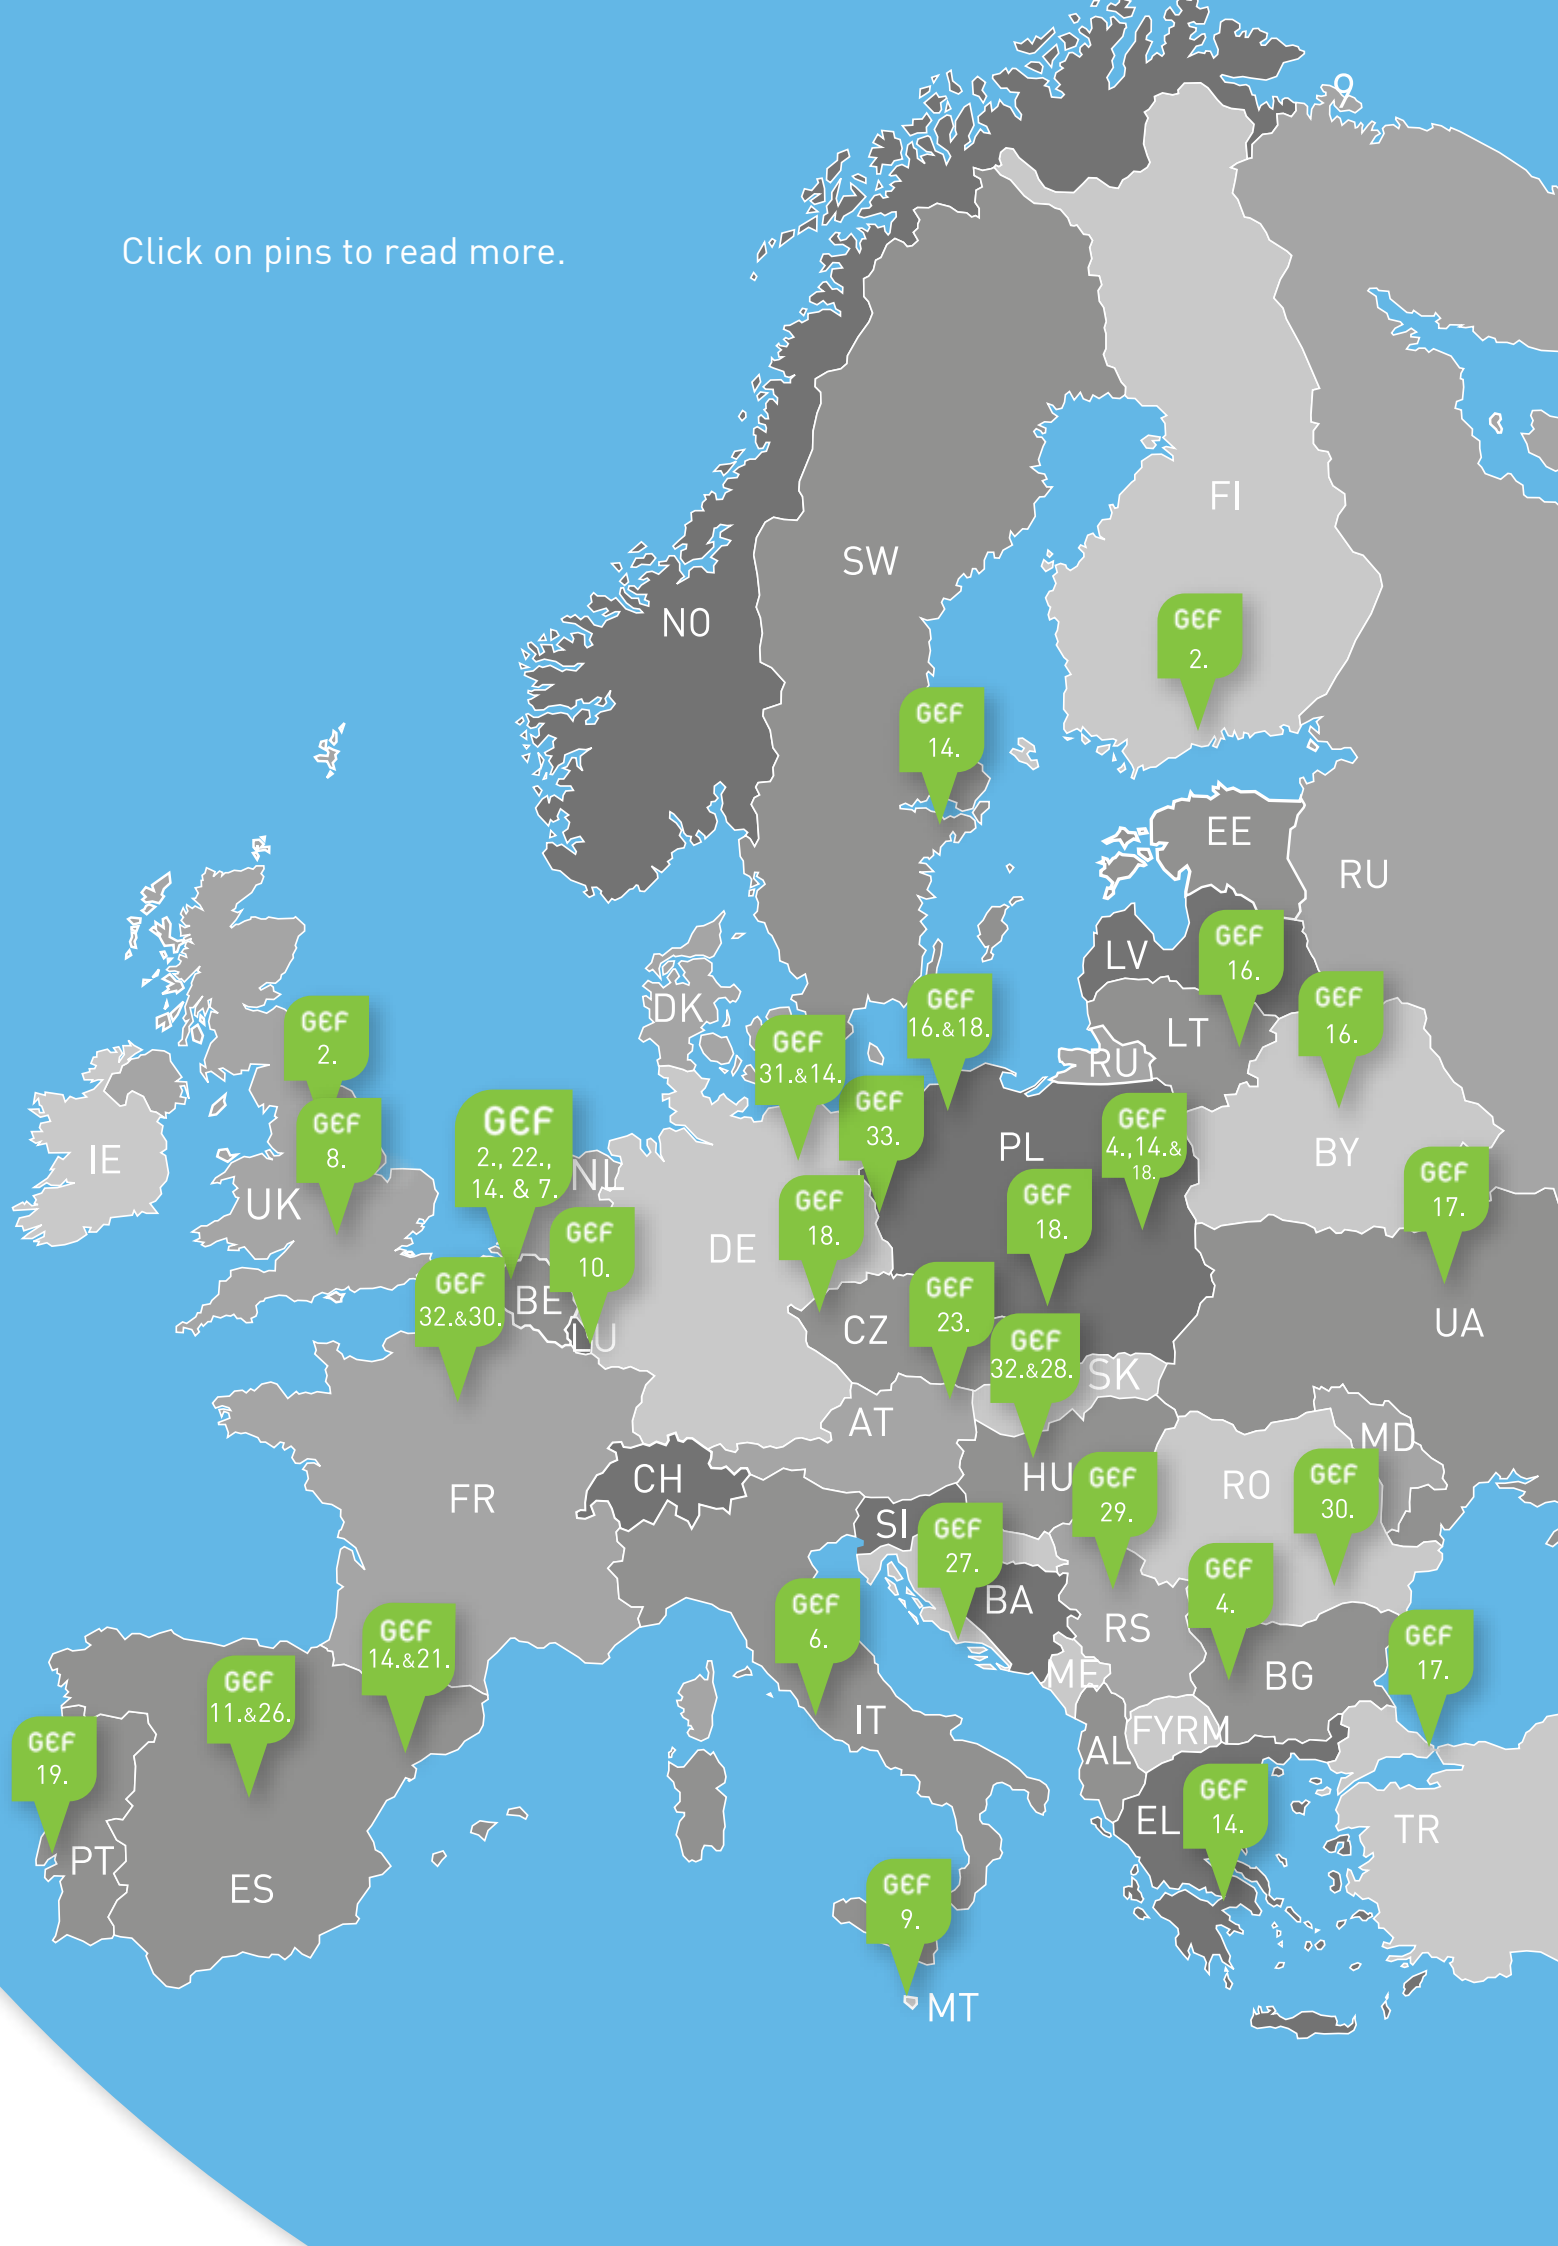 9
Click on pins to read more.
FI
SW
GEF
2.
NO
GEF
14.
EE
RU
GEF
16.
LV
GEF
16.&18.
GEF
16.
GEF
2.
DK
GEF
31.&14.
LT
RU
GEF
33.
GEF
4.,14.&
18.
GEF
8.
GEF
2., 22.,
14. & 7.
PL
BY
IE
NL
GEF
17.
UK
GEF
18.
GEF
18.
GEF
10.
DE
GEF
32.&30.
BE
GEF
23.
UA
CZ
LU
GEF
32.&28.
SK
AT
MD
CH
HU
GEF
29.
RO
GEF
30.
FR
SI
GEF
27.
GEF
4.
BA
GEF
6.
RS
GEF
14.&21.
GEF
17.
ME
BG
GEF
11.&26.
IT
FYRM
GEF
19.
AL
GEF
14.
EL
TR
PT
ES
GEF
9.
MT